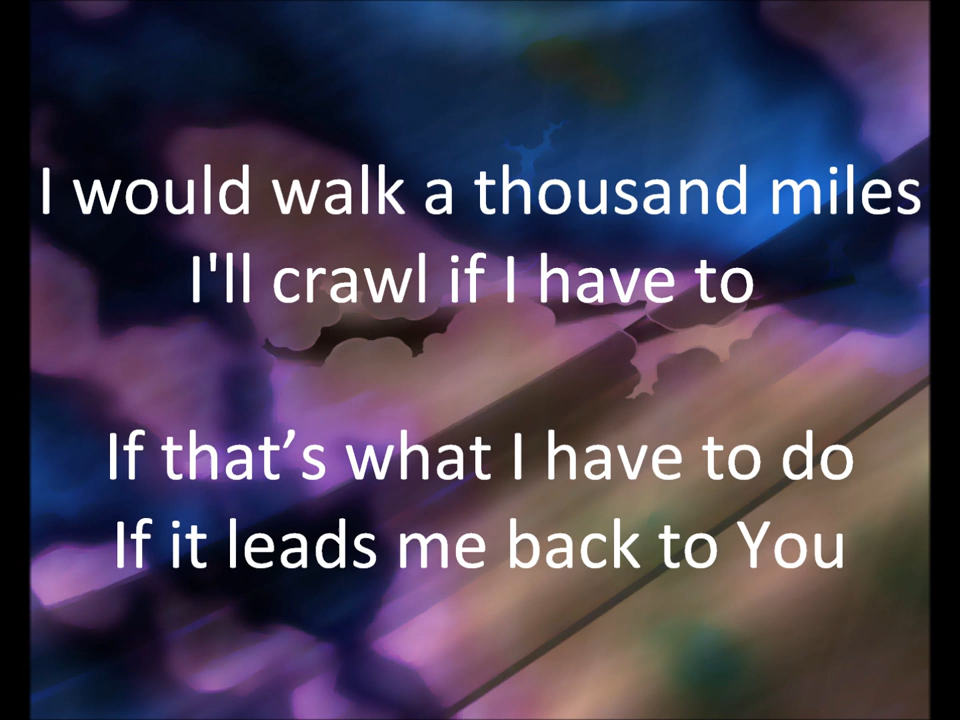 I would walk a thousand miles
I'll crawl if I have to
If that’s what I have to do
If it leads me back to You